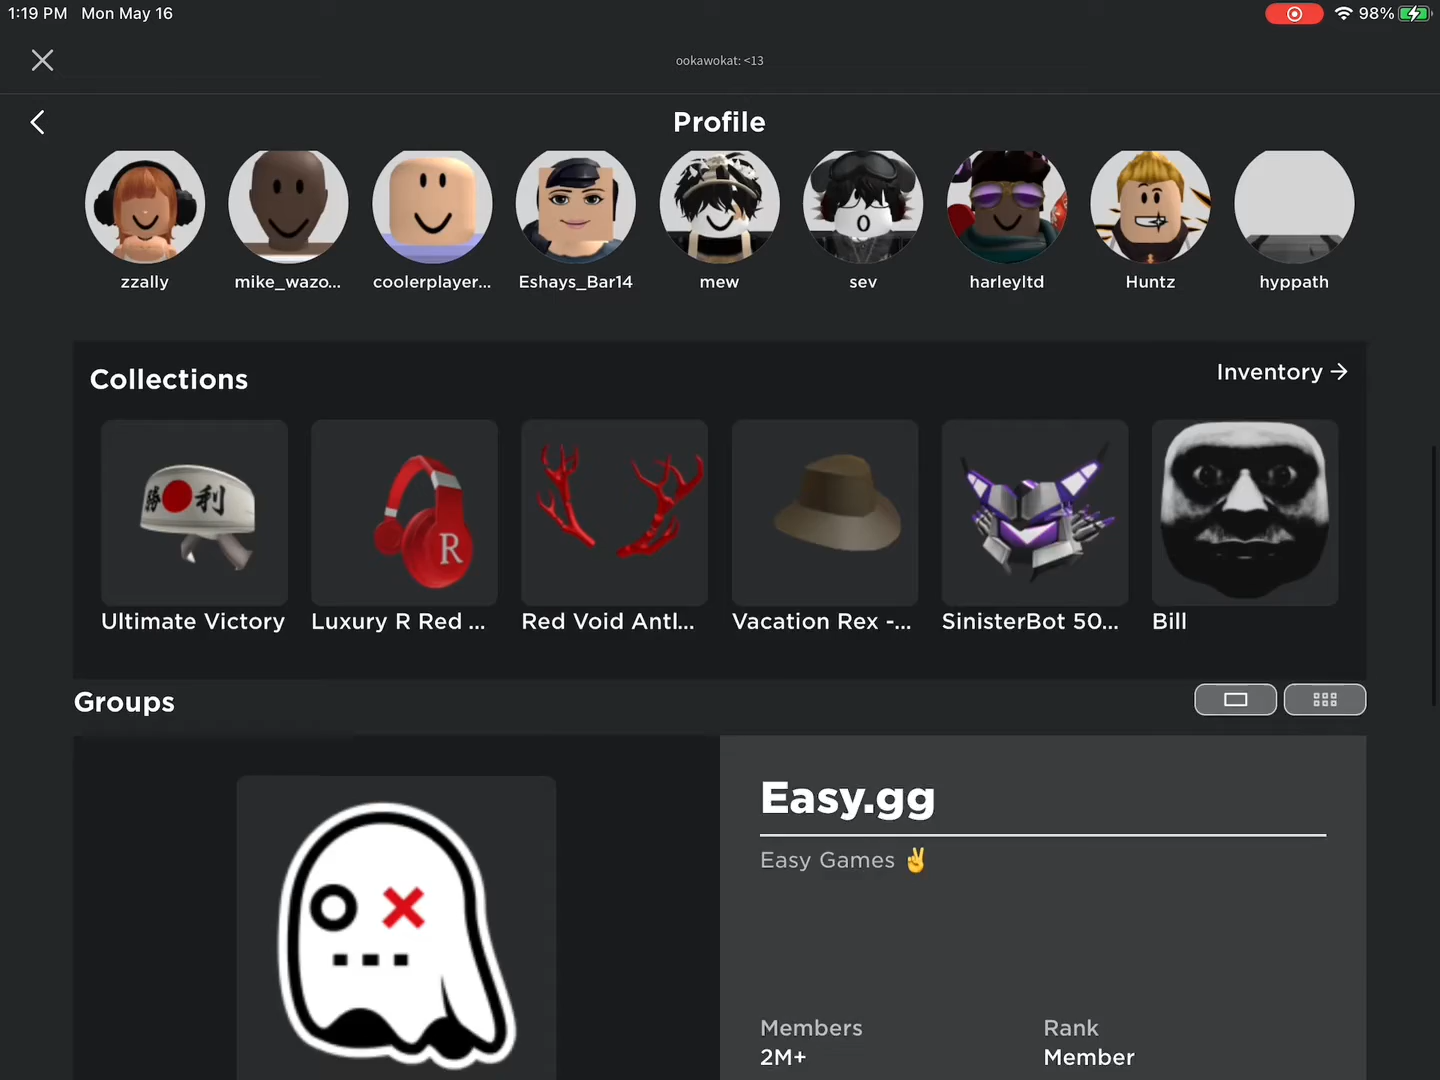 1:19 PM Mon May 16
98%
ookawokat: <13
Profile
zzally
mike_wazo...
coolerplayer...
Eshays_Bar14
mew
sev
harleyltd
Huntz
hyppath
Collections
Inventory
勝利
R
Ultimate Victory
Luxury R Red ...
Red Void Antl...
Vacation Rex -...
SinisterBot 50...
Bill
Groups
Easy.gg
Easy Games ✌
Members
2M+
Rank
Member